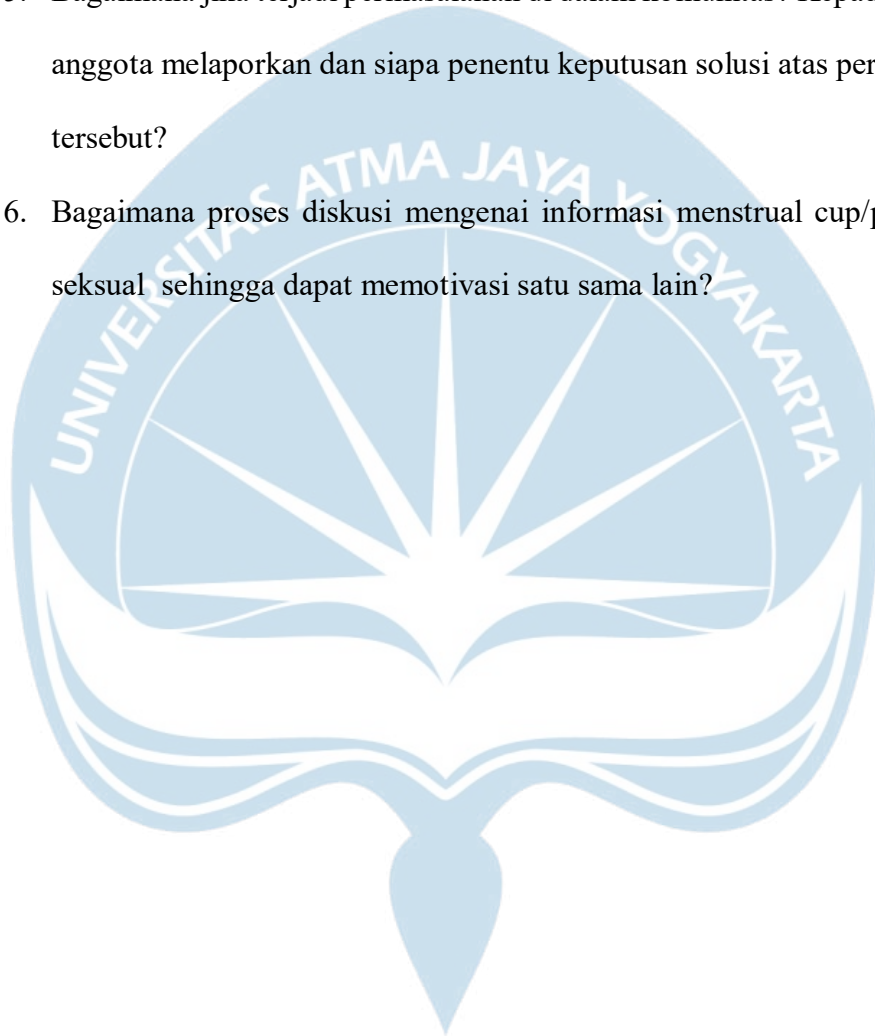 anggota melaporkan dan siapa penentu keputusan solusi atas
tersebut?
6. Bagaimana proses diskusi mengenai informasi menstrual cup/
seksual sehingga dapat memotivasi satu sama lain?
UNIVERSITAS ATMA JAYA YOGYAKARTA